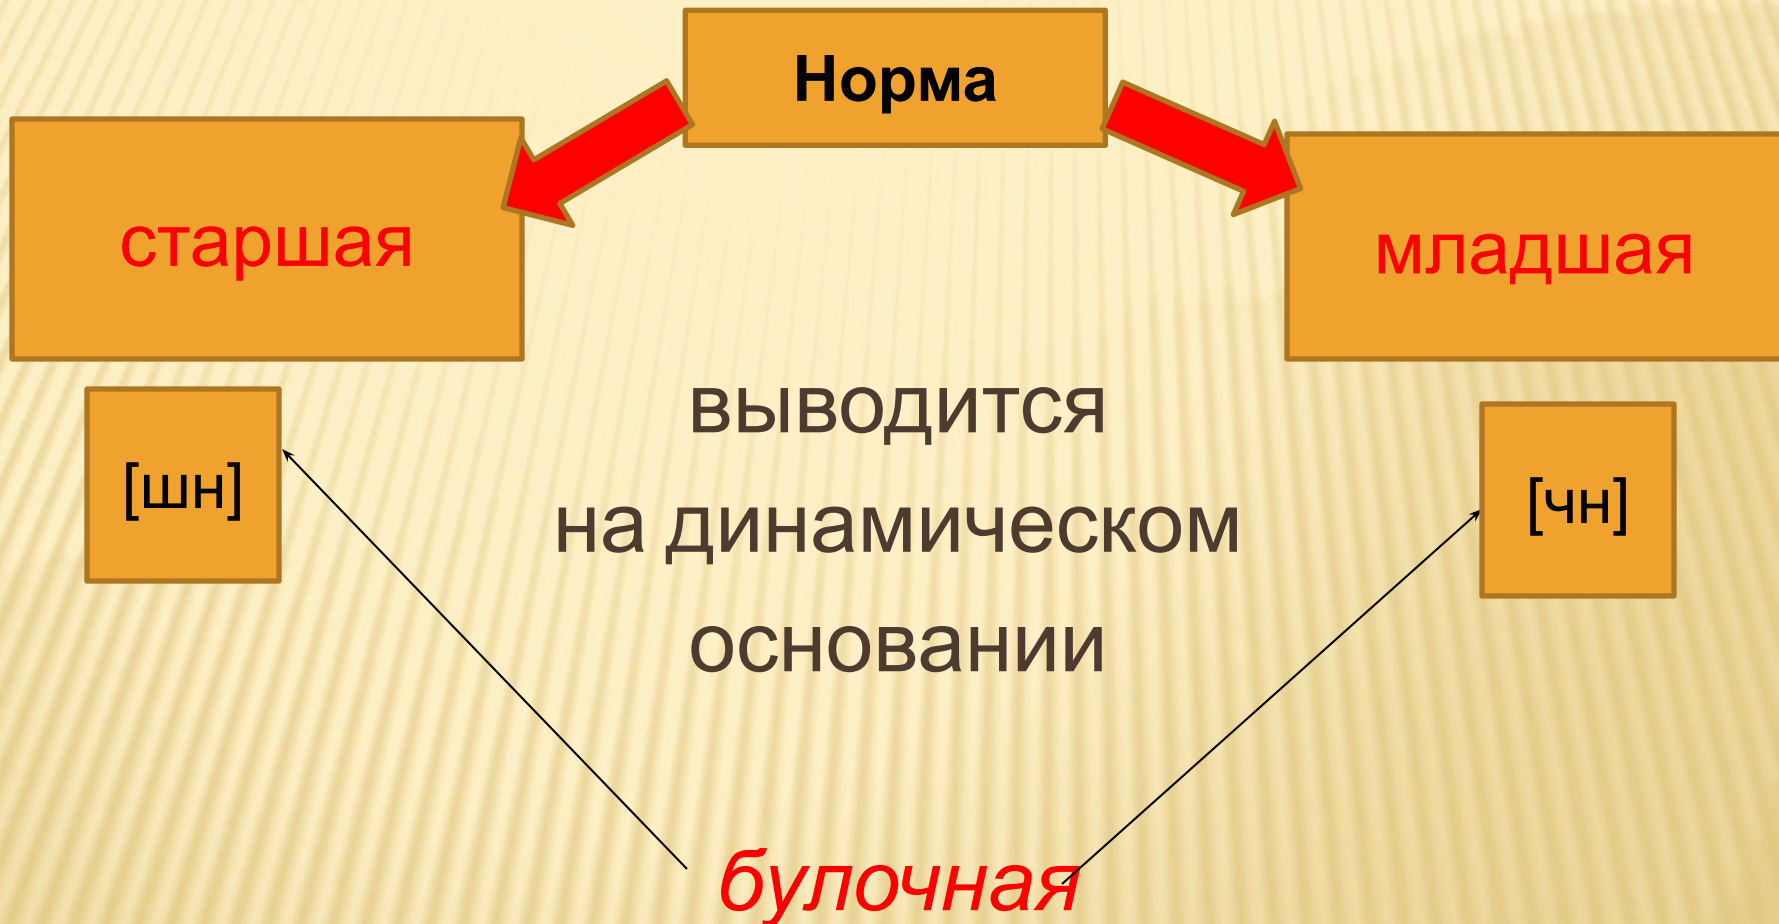 Норма
старшая
младшая
[шн]
[чн]
выводится
на динамическом
основании
булочная